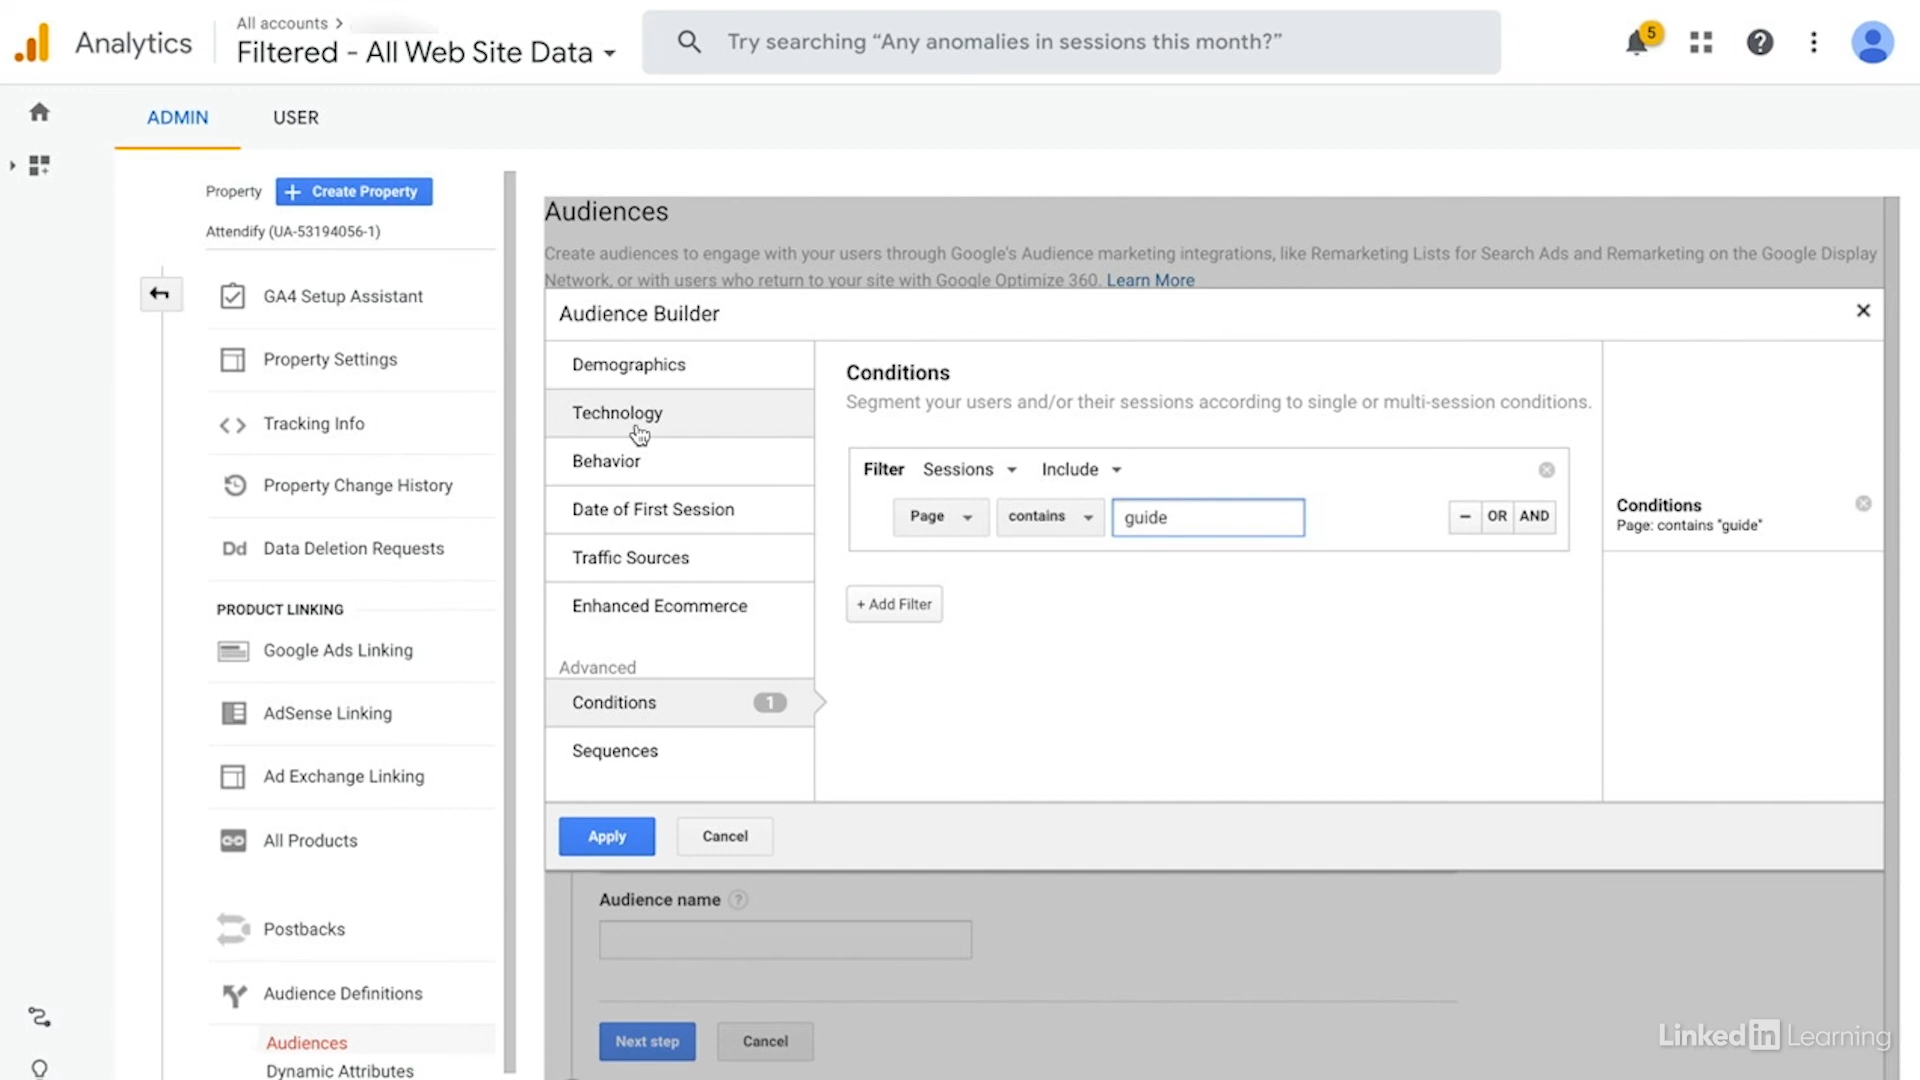 Analytics
All accounts >
Filtered - All Web Site Data
Try searching “Any anomalies in sessions this month?”
5
ADMIN
USER
Property
+ Create Property
Attendify (UA-53194056-1)
GA4 Setup Assistant
Property Settings
Tracking Info
Property Change History
Dd Data Deletion Requests
PRODUCT LINKING
Google Ads Linking
AdSense Linking
Ad Exchange Linking
All Products
Postbacks
Audience Definitions
Audiences
Dynamic Attributes
Audiences
Create audiences to engage with your users through Google's Audience marketing integrations, like Remarketing Lists for Search Ads and Remarketing on the Google Display
Network, or with users who return to your site with Google Optimize 360. Learn More
Audience Builder
Demographics
Technology
Behavior
Date of First Session
Traffic Sources
Enhanced Ecommerce
Advanced
Conditions 1
Sequences
Conditions
Segment your users and/or their sessions according to single or multi-session conditions.
Filter Sessions Include
Page contains guide
– OR AND
+ Add Filter
Conditions
Page: contains "guide"
Apply
Cancel
Audience name ?
Next step
Cancel
LinkedIn Learning